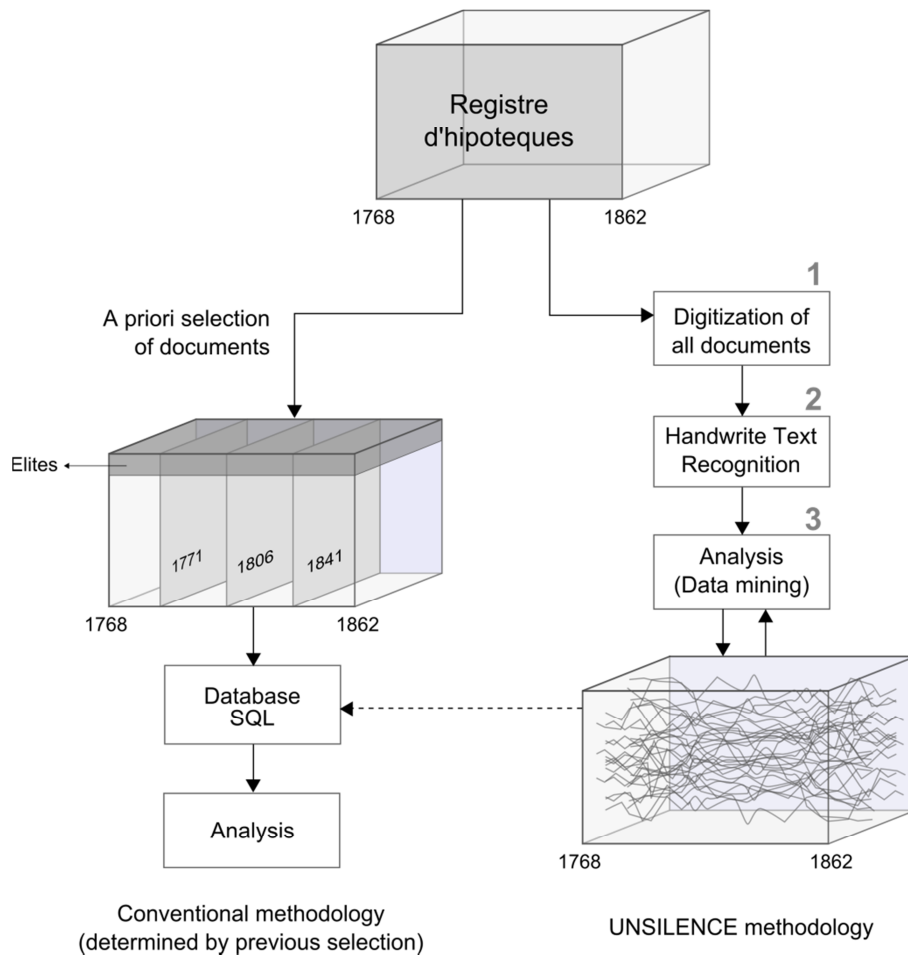 Registre
d'hipoteques
1768
1862
A priori selection
of documents
Elites
1771
1806
1841
1768
1862
Database
SQL
Analysis
Conventional methodology
(determined by previous selection)
1
Digitization of
all documents
2
Handwrite Text
Recognition
3
Analysis
(Data mining)
1768
1862
UNSILENCE methodology